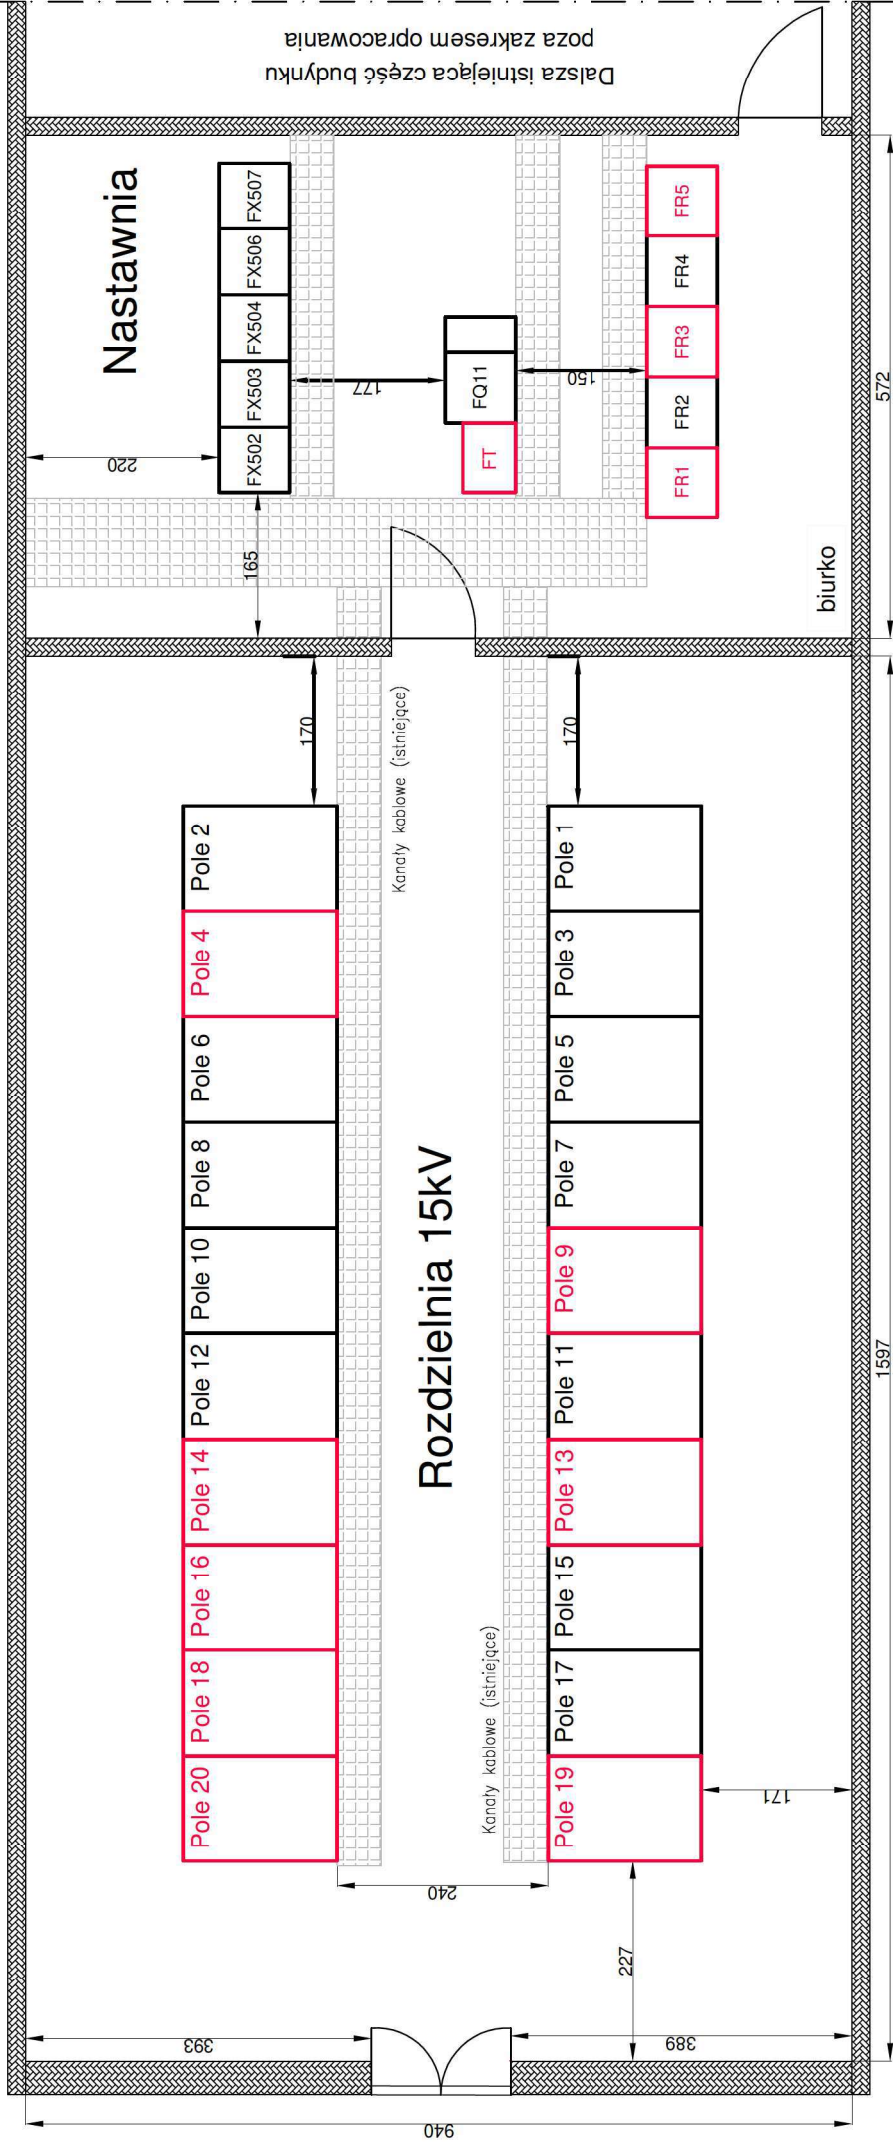 Dalsza istniejąca część budynku
poza zakresem opracowania
Nastawnia
FX507
FX506
FX504
FX503
FX502
FQ11
FT
FR5
FR4
FR3
FR2
FR1
220
177
150
165
572
biurko
170
170
Kanały kablowe (istniejące)
Pole 2
Pole 4
Pole 6
Pole 8
Pole 10
Pole 12
Pole 14
Pole 16
Pole 18
Pole 20
Rozdzielnia 15kV
Pole 1
Pole 3
Pole 5
Pole 7
Pole 9
Pole 11
Pole 13
Pole 15
Pole 17
Pole 19
Kanały kablowe (istniejące)
1597
171
240
227
393
389
940